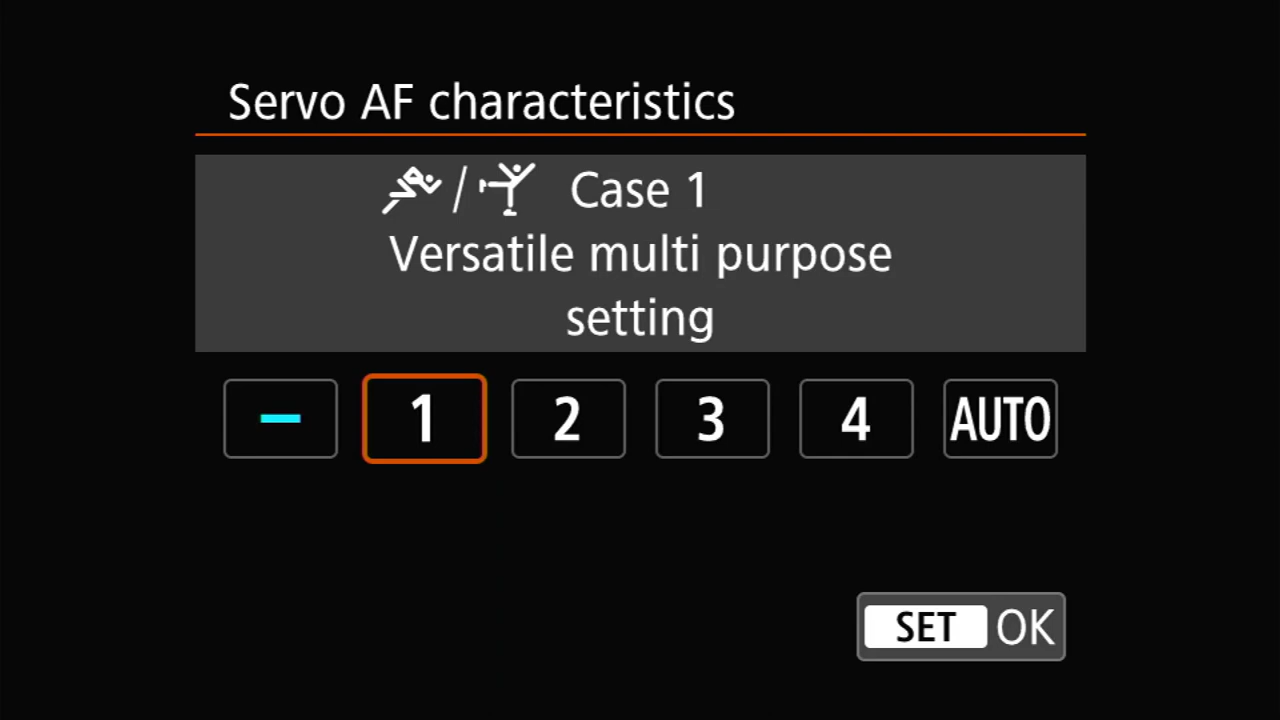 Servo AF characteristics
/ Case 1
Versatile multi purpose
setting
– 1 2 3 4 AUTO
SET OK